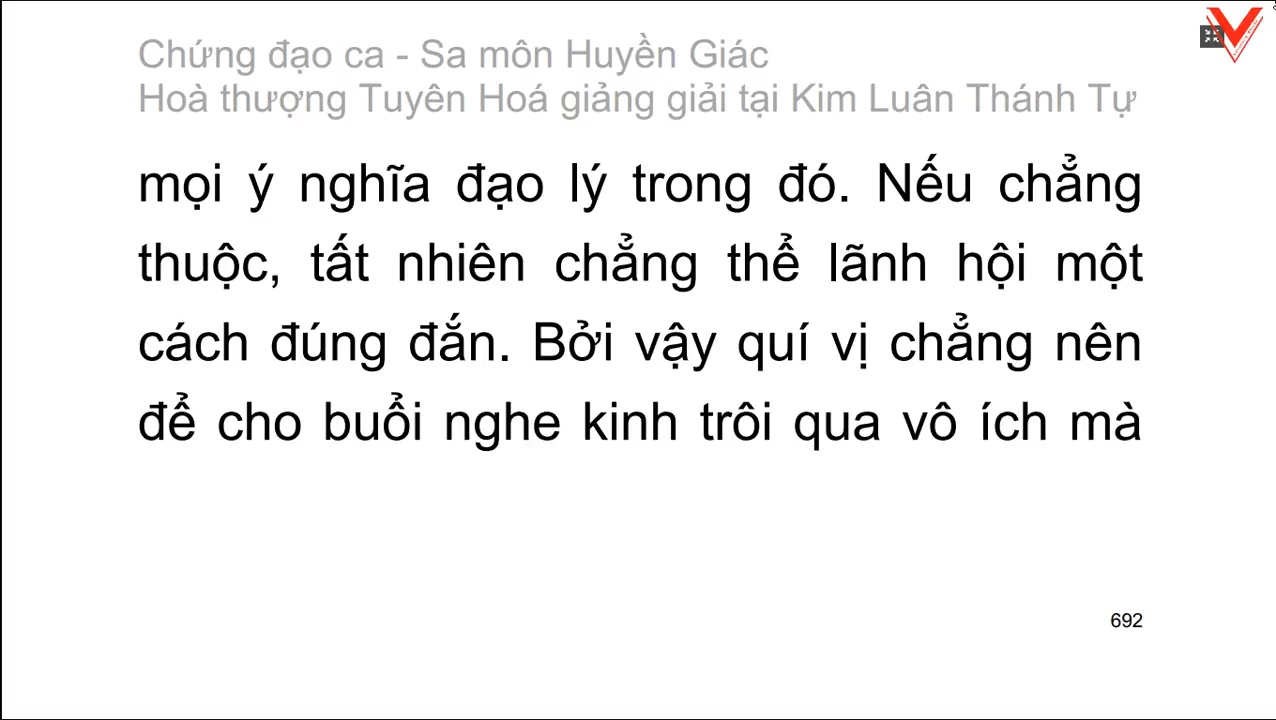 Chứng đạo ca - Sa môn Huyền Giác
Hoà thượng Tuyên Hoá giảng giải tại Kim Luân Thánh Tự
mọi ý nghĩa đạo lý trong đó. Nếu chẳng
thuộc, tất nhiên chẳng thể lãnh hội một
cách đúng đắn. Bởi vậy quí vị chẳng nên
để cho buổi nghe kinh trôi qua vô ích mà
692